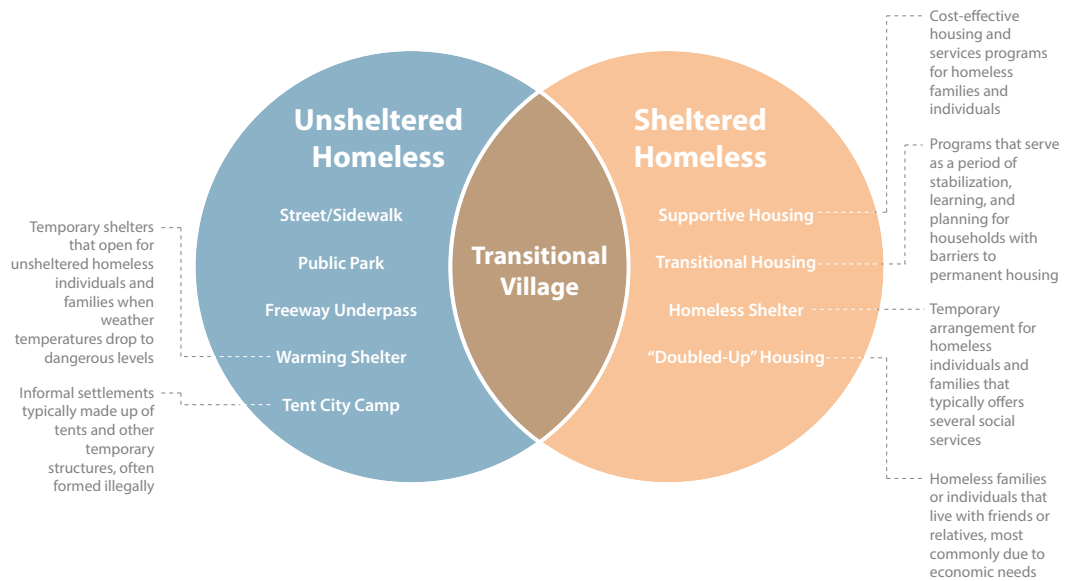 Unsheltered
Homeless
Street/Sidewalk
Public Park
Freeway Underpass
Warming Shelter
Tent City Camp
Transitional
Village
Sheltered
Homeless
Supportive Housing
Transitional Housing
Homeless Shelter
“Doubled-Up” Housing
Temporary shelters
that open for
unsheltered homeless
individuals and
families when
weather
temperatures drop to
dangerous levels
Informal settlements
typically made up of
tents and other
temporary
structures, often
formed illegally
Cost-effective
housing and
services programs
for homeless
families and
individuals
Programs that serve
as a period of
stabilization,
learning, and
planning for
households with
barriers to
permanent housing
Temporary
arrangement for
homeless
individuals and
families that
typically offers
several social
services
Homeless families
or individuals that
live with friends or
relatives, most
commonly due to
economic needs